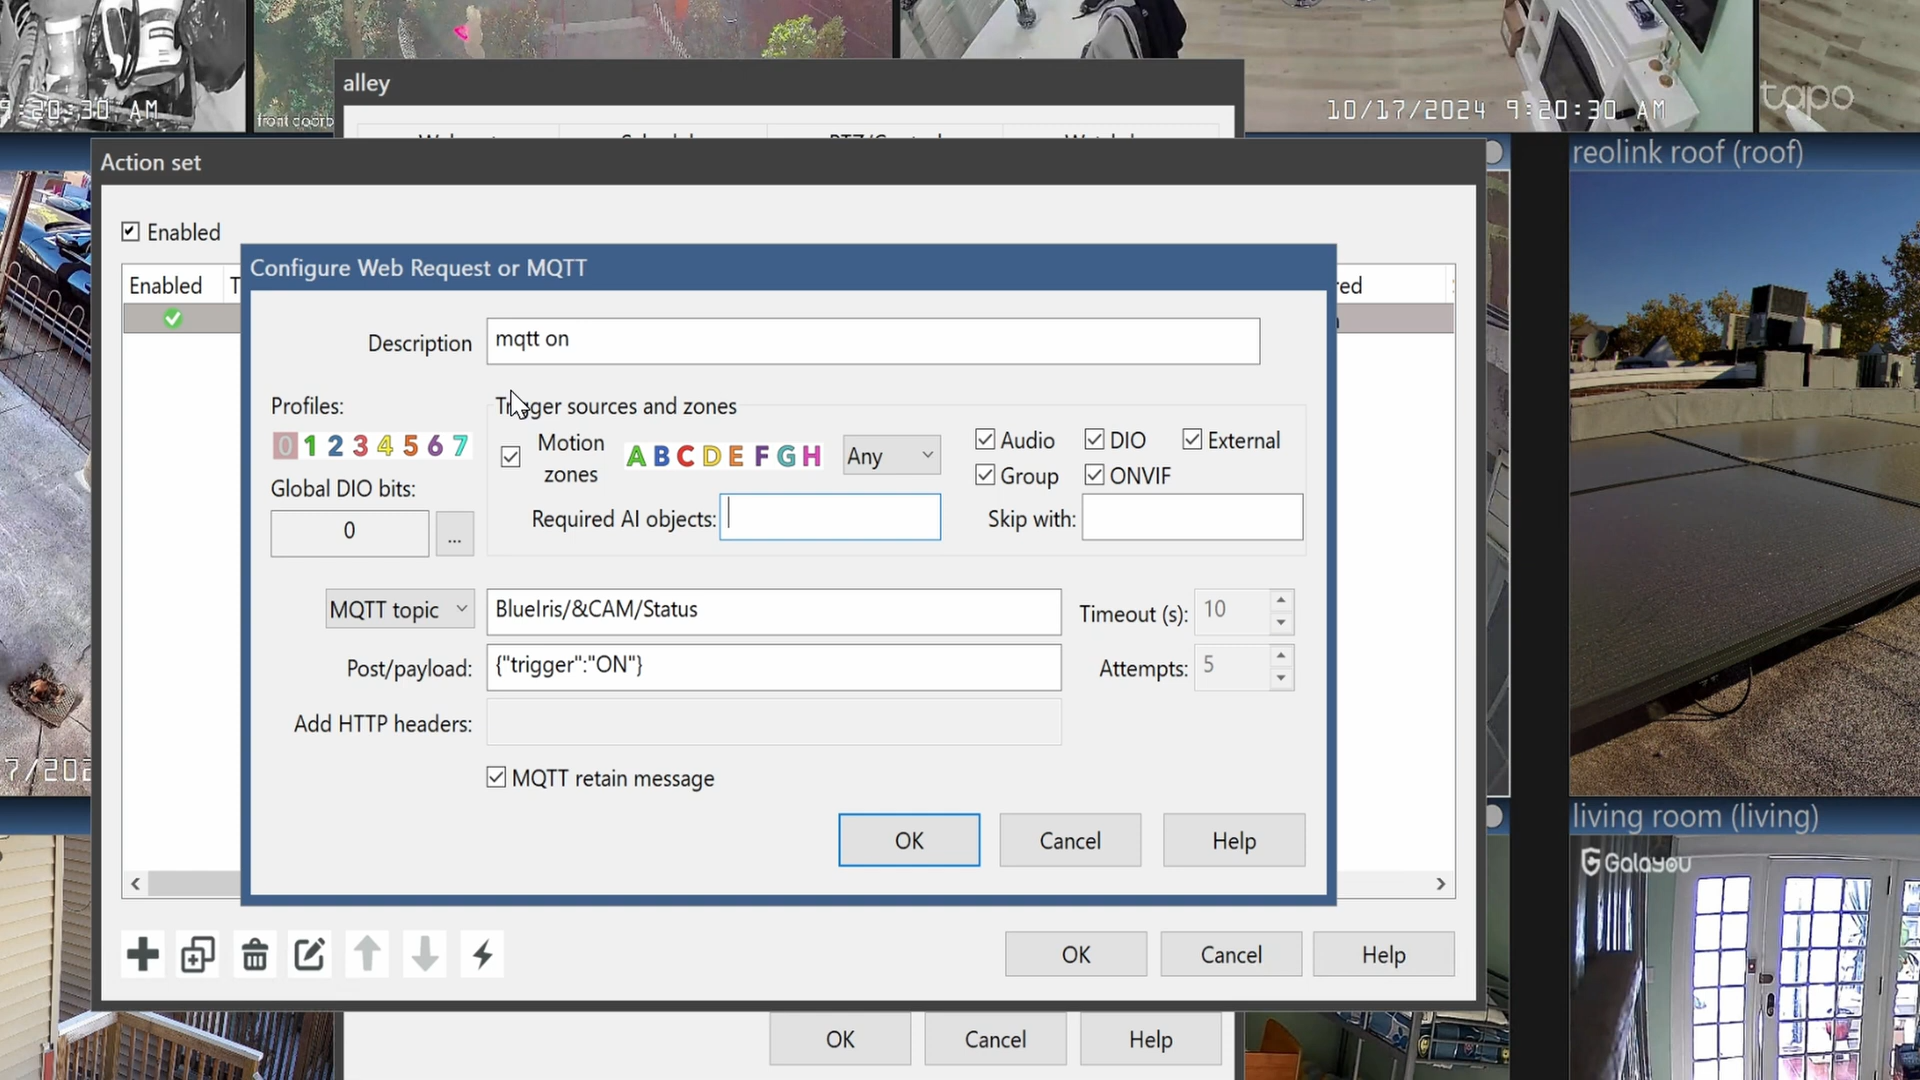 9:20:30 AM
front doorb
10/17/2024 9:20:30 AM
tapo
alley
Action set
reolink roof (roof)
Enabled
Enabled
Configure Web Request or MQTT
Description
mqtt on
Profiles:
0 1 2 3 4 5 6 7
Trigger sources and zones
Motion zones
A B C D E F G H
Any
Audio
DIO
External
Group
ONVIF
Global DIO bits:
0
...
Required AI objects:
Skip with:
MQTT topic
BlueIris/&CAM/Status
Timeout (s):
10
Post/payload:
{"trigger":"ON"}
Attempts:
5
Add HTTP headers:
MQTT retain message
OK
Cancel
Help
living room (living)
Galayou
OK
Cancel
Help
OK
Cancel
Help